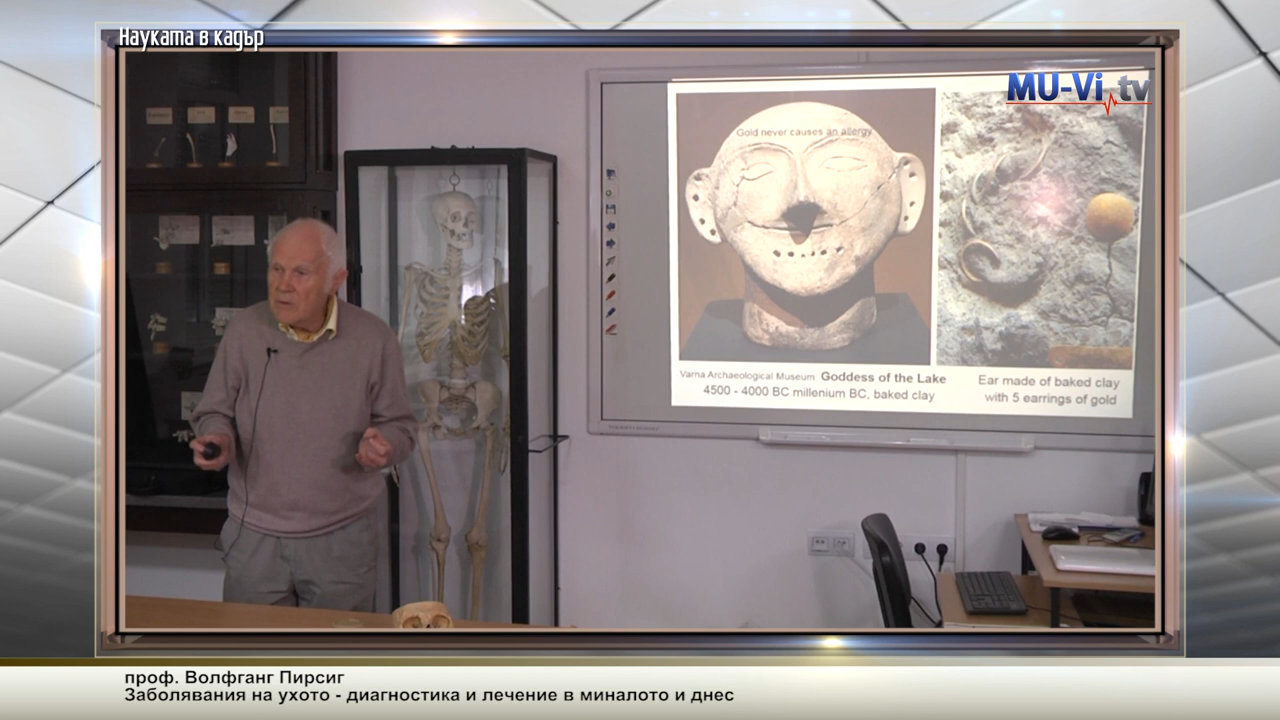 Науката в кадър
MU-Vi.tv
Gold never causes an allergy
Varna Archaeological Museum Goddess of the Lake
4500 - 4000 BC millenium BC, baked clay
Ear made of baked clay
with 5 earrings of gold
проф. Волфганг Пирсиг
Заболявания на ухото - диагностика и лечение в миналото и днес